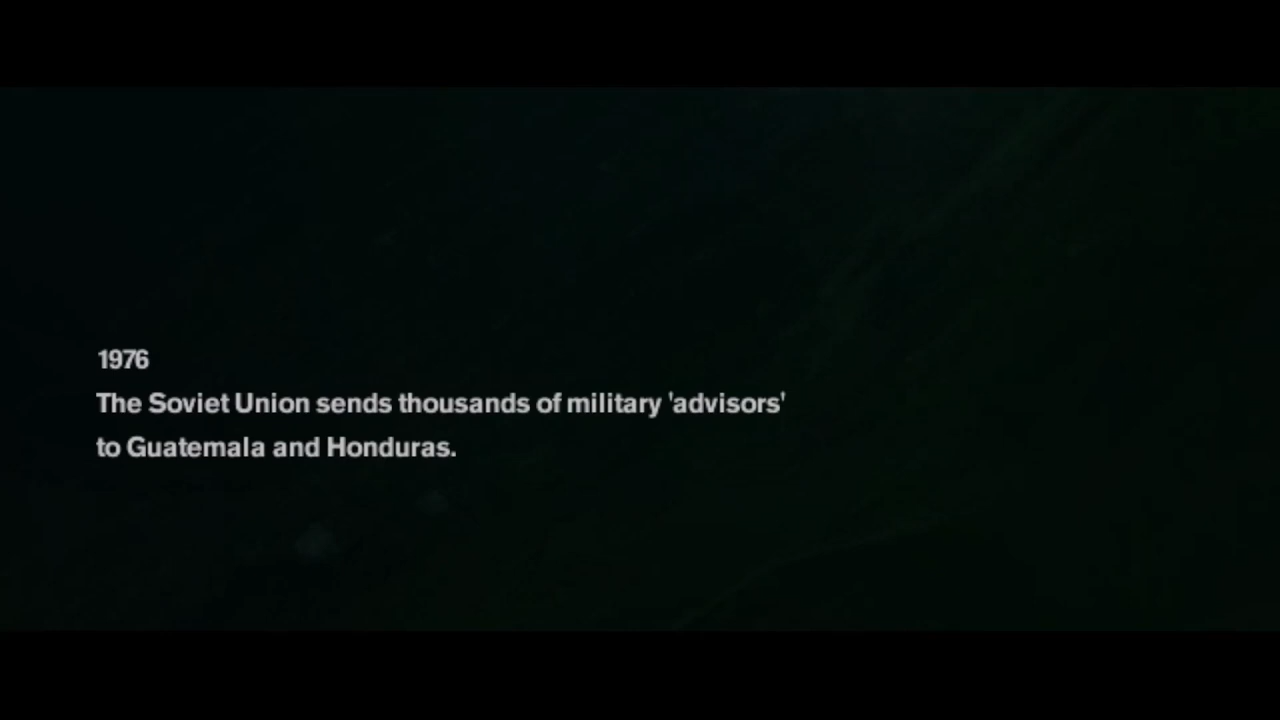 1976
The Soviet Union sends thousands of military 'advisors'
to Guatemala and Honduras.